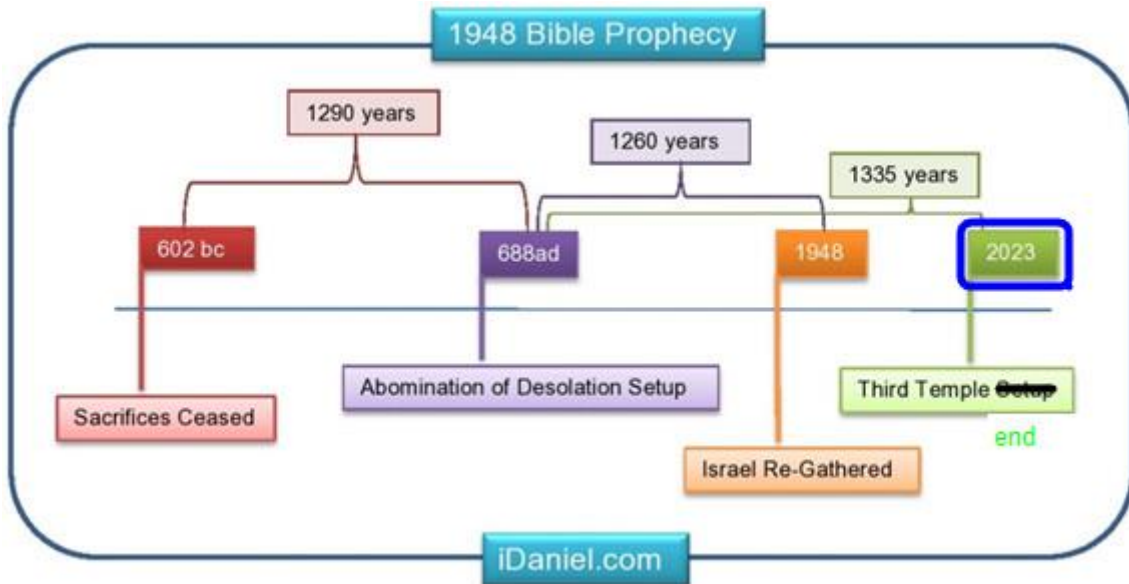 1948 Bible Prophecy
1290 years
1260 years
1335 years
602 bc
688ad
1948
2023
Abomination of Desolation Setup
Third Temple Setup
Sacrifices Ceased
end
Israel Re-Gathered
iDaniel.com